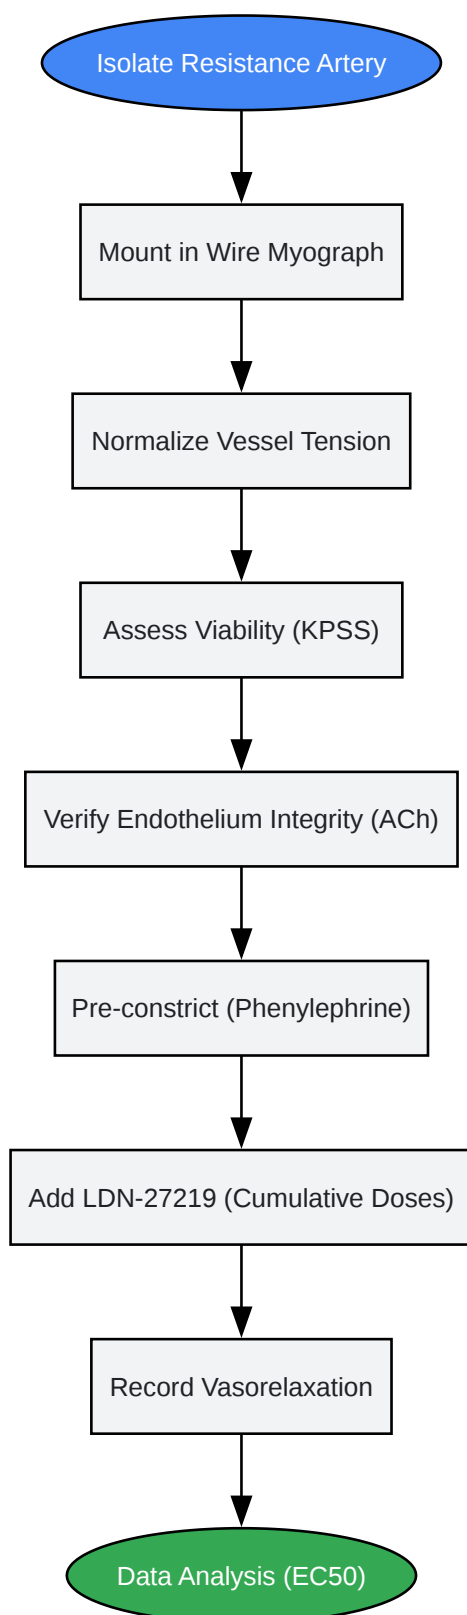 Isolate Resistance Artery
Mount in Wire Myograph
Normalize Vessel Tension
Assess Viability (KPSS)
Verify Endothelium Integrity (ACh)
Pre-constrict (Phenylephrine)
Add LDN-27219 (Cumulative Doses)
Record Vasorelaxation
Data Analysis (EC50)